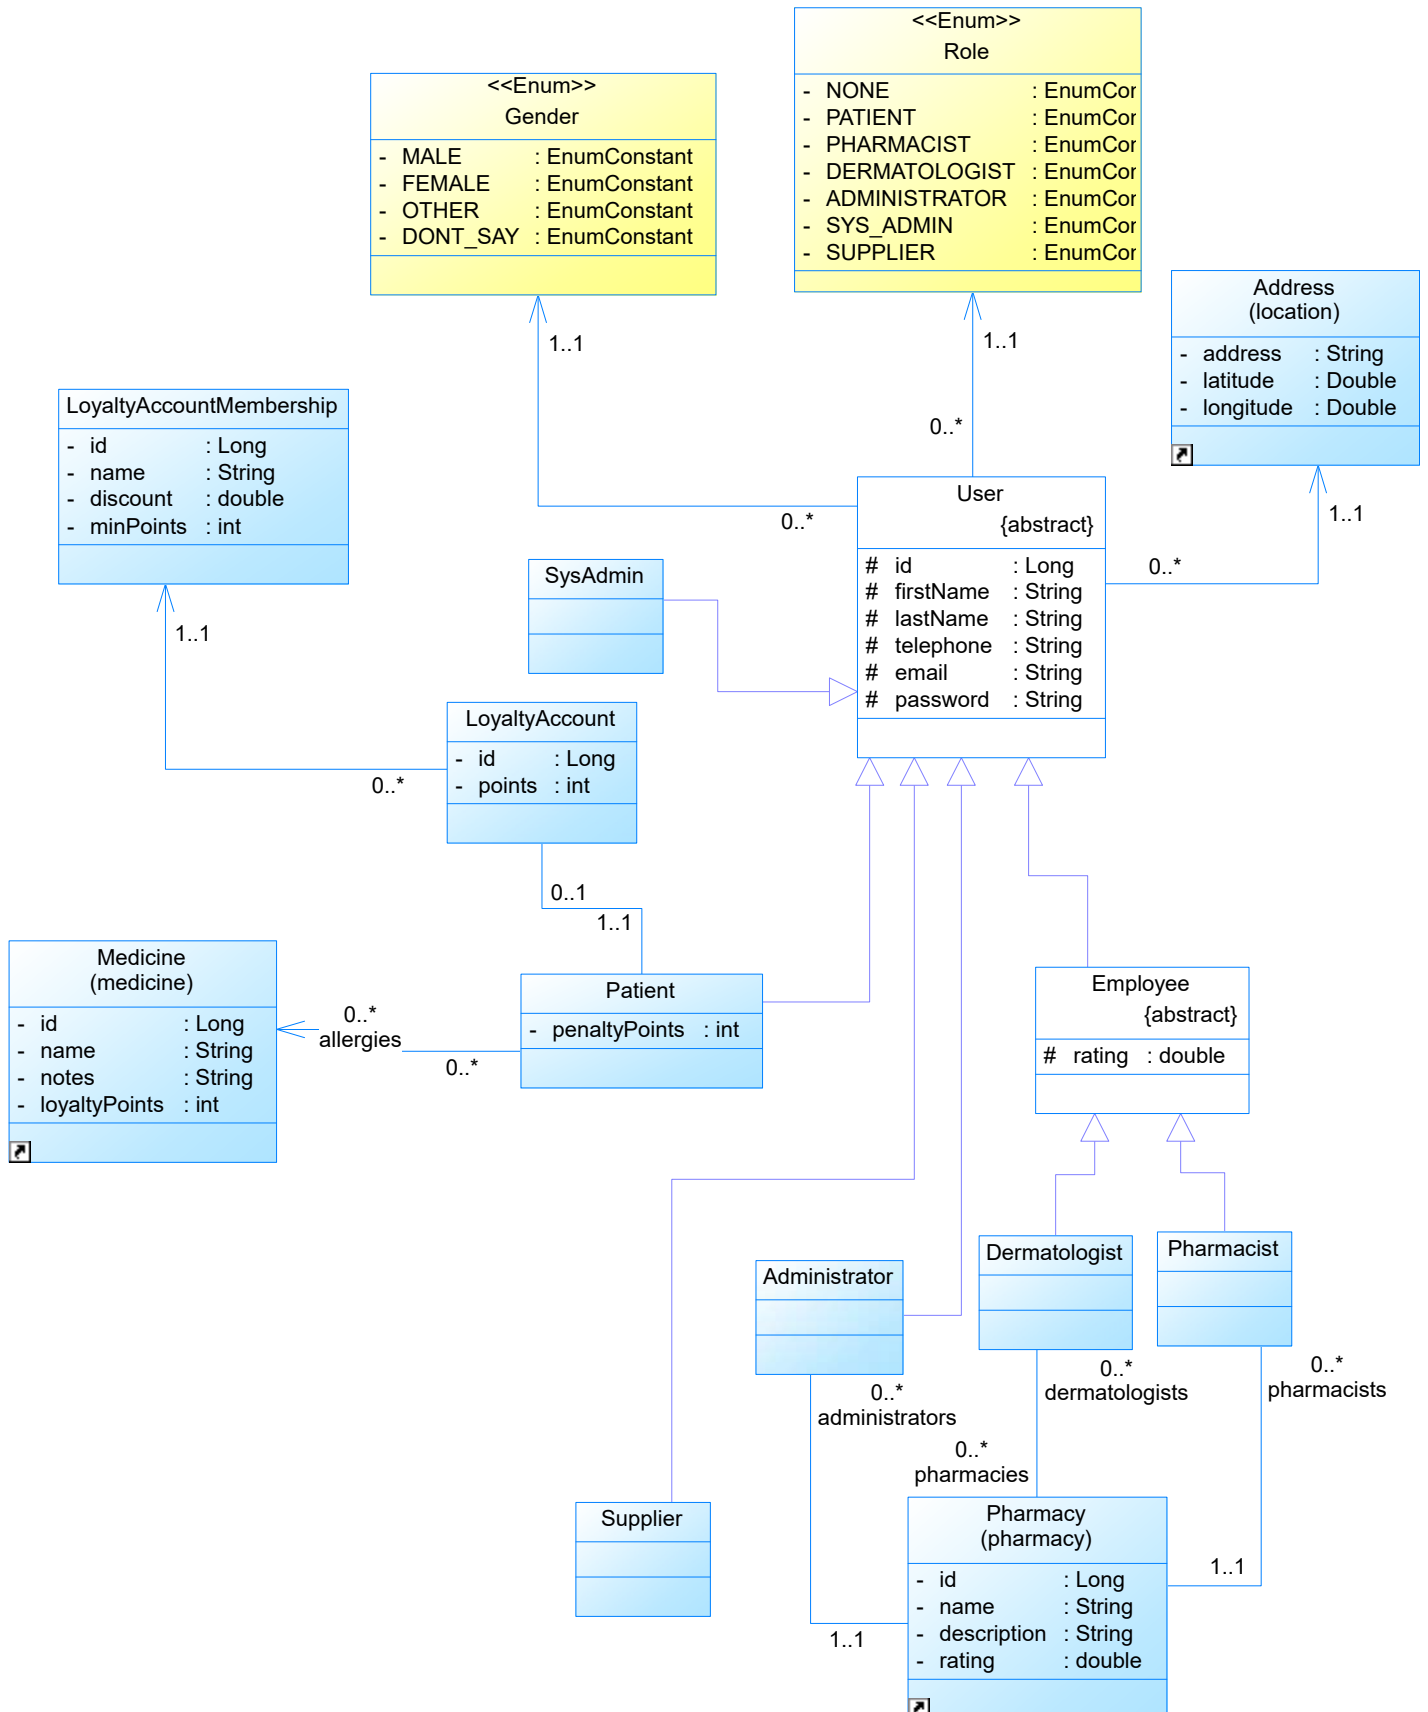 <<Enum>>
Role
- NONE : EnumCor
- PATIENT : EnumCor
- PHARMACIST : EnumCor
- DERMATOLOGIST : EnumCor
- ADMINISTRATOR : EnumCor
- SYS_ADMIN : EnumCor
- SUPPLIER : EnumCor
<<Enum>>
Gender
- MALE : EnumConstant
- FEMALE : EnumConstant
- OTHER : EnumConstant
- DONT_SAY : EnumConstant
Address
(location)
- address : String
- latitude : Double
- longitude : Double
1..1
1..1
0..*
LoyaltyAccountMembership
- id : Long
- name : String
- discount : double
- minPoints : int
User
{abstract}
# id : Long
# firstName : String
# lastName : String
# telephone : String
# email : String
# password : String
0..*
1..1
0..*
SysAdmin
1..1
LoyaltyAccount
- id : Long
- points : int
0..*
0..1
1..1
Medicine
(medicine)
- id : Long
- name : String
- notes : String
- loyaltyPoints : int
0..*
allergies
0..*
Patient
- penaltyPoints : int
Employee
{abstract}
# rating : double
Dermatologist
Pharmacist
Administrator
0..*
administrators
0..*
dermatologists
0..*
pharmacists
0..*
pharmacies
Supplier
Pharmacy
(pharmacy)
- id : Long
- name : String
- description : String
- rating : double
1..1
1..1